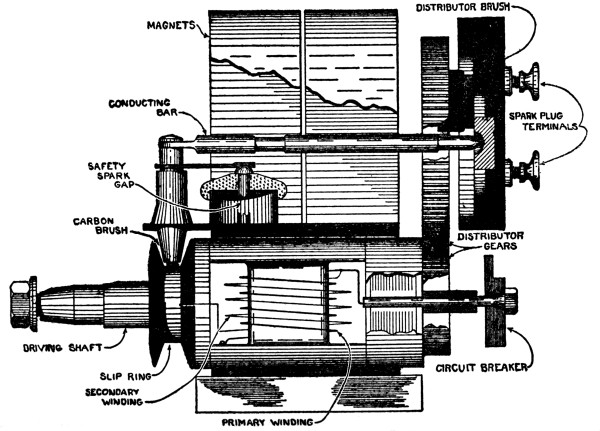 DISTRIBUTOR BRUSH
MAGNETS
CONDUCTING
BAR
SPARK PLUG
TERMINALS
SAFETY
SPARK
GAP
CARBON
BRUSH
DISTRIBUTOR
GEARS
DRIVING SHAFT
SLIP RING
CIRCUIT BREAKER
SECONDARY
WINDING
PRIMARY WINDING